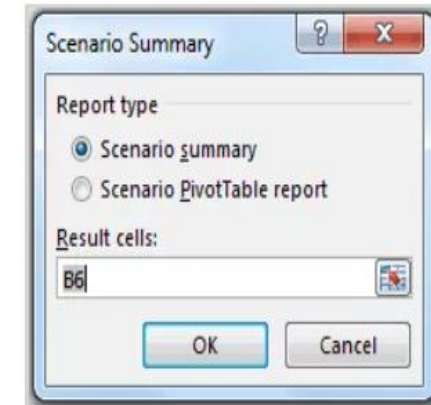 Scenario Summary
Report type
Scenario summary
Scenario PivotTable report
Result cells:
B6
OK
Cancel